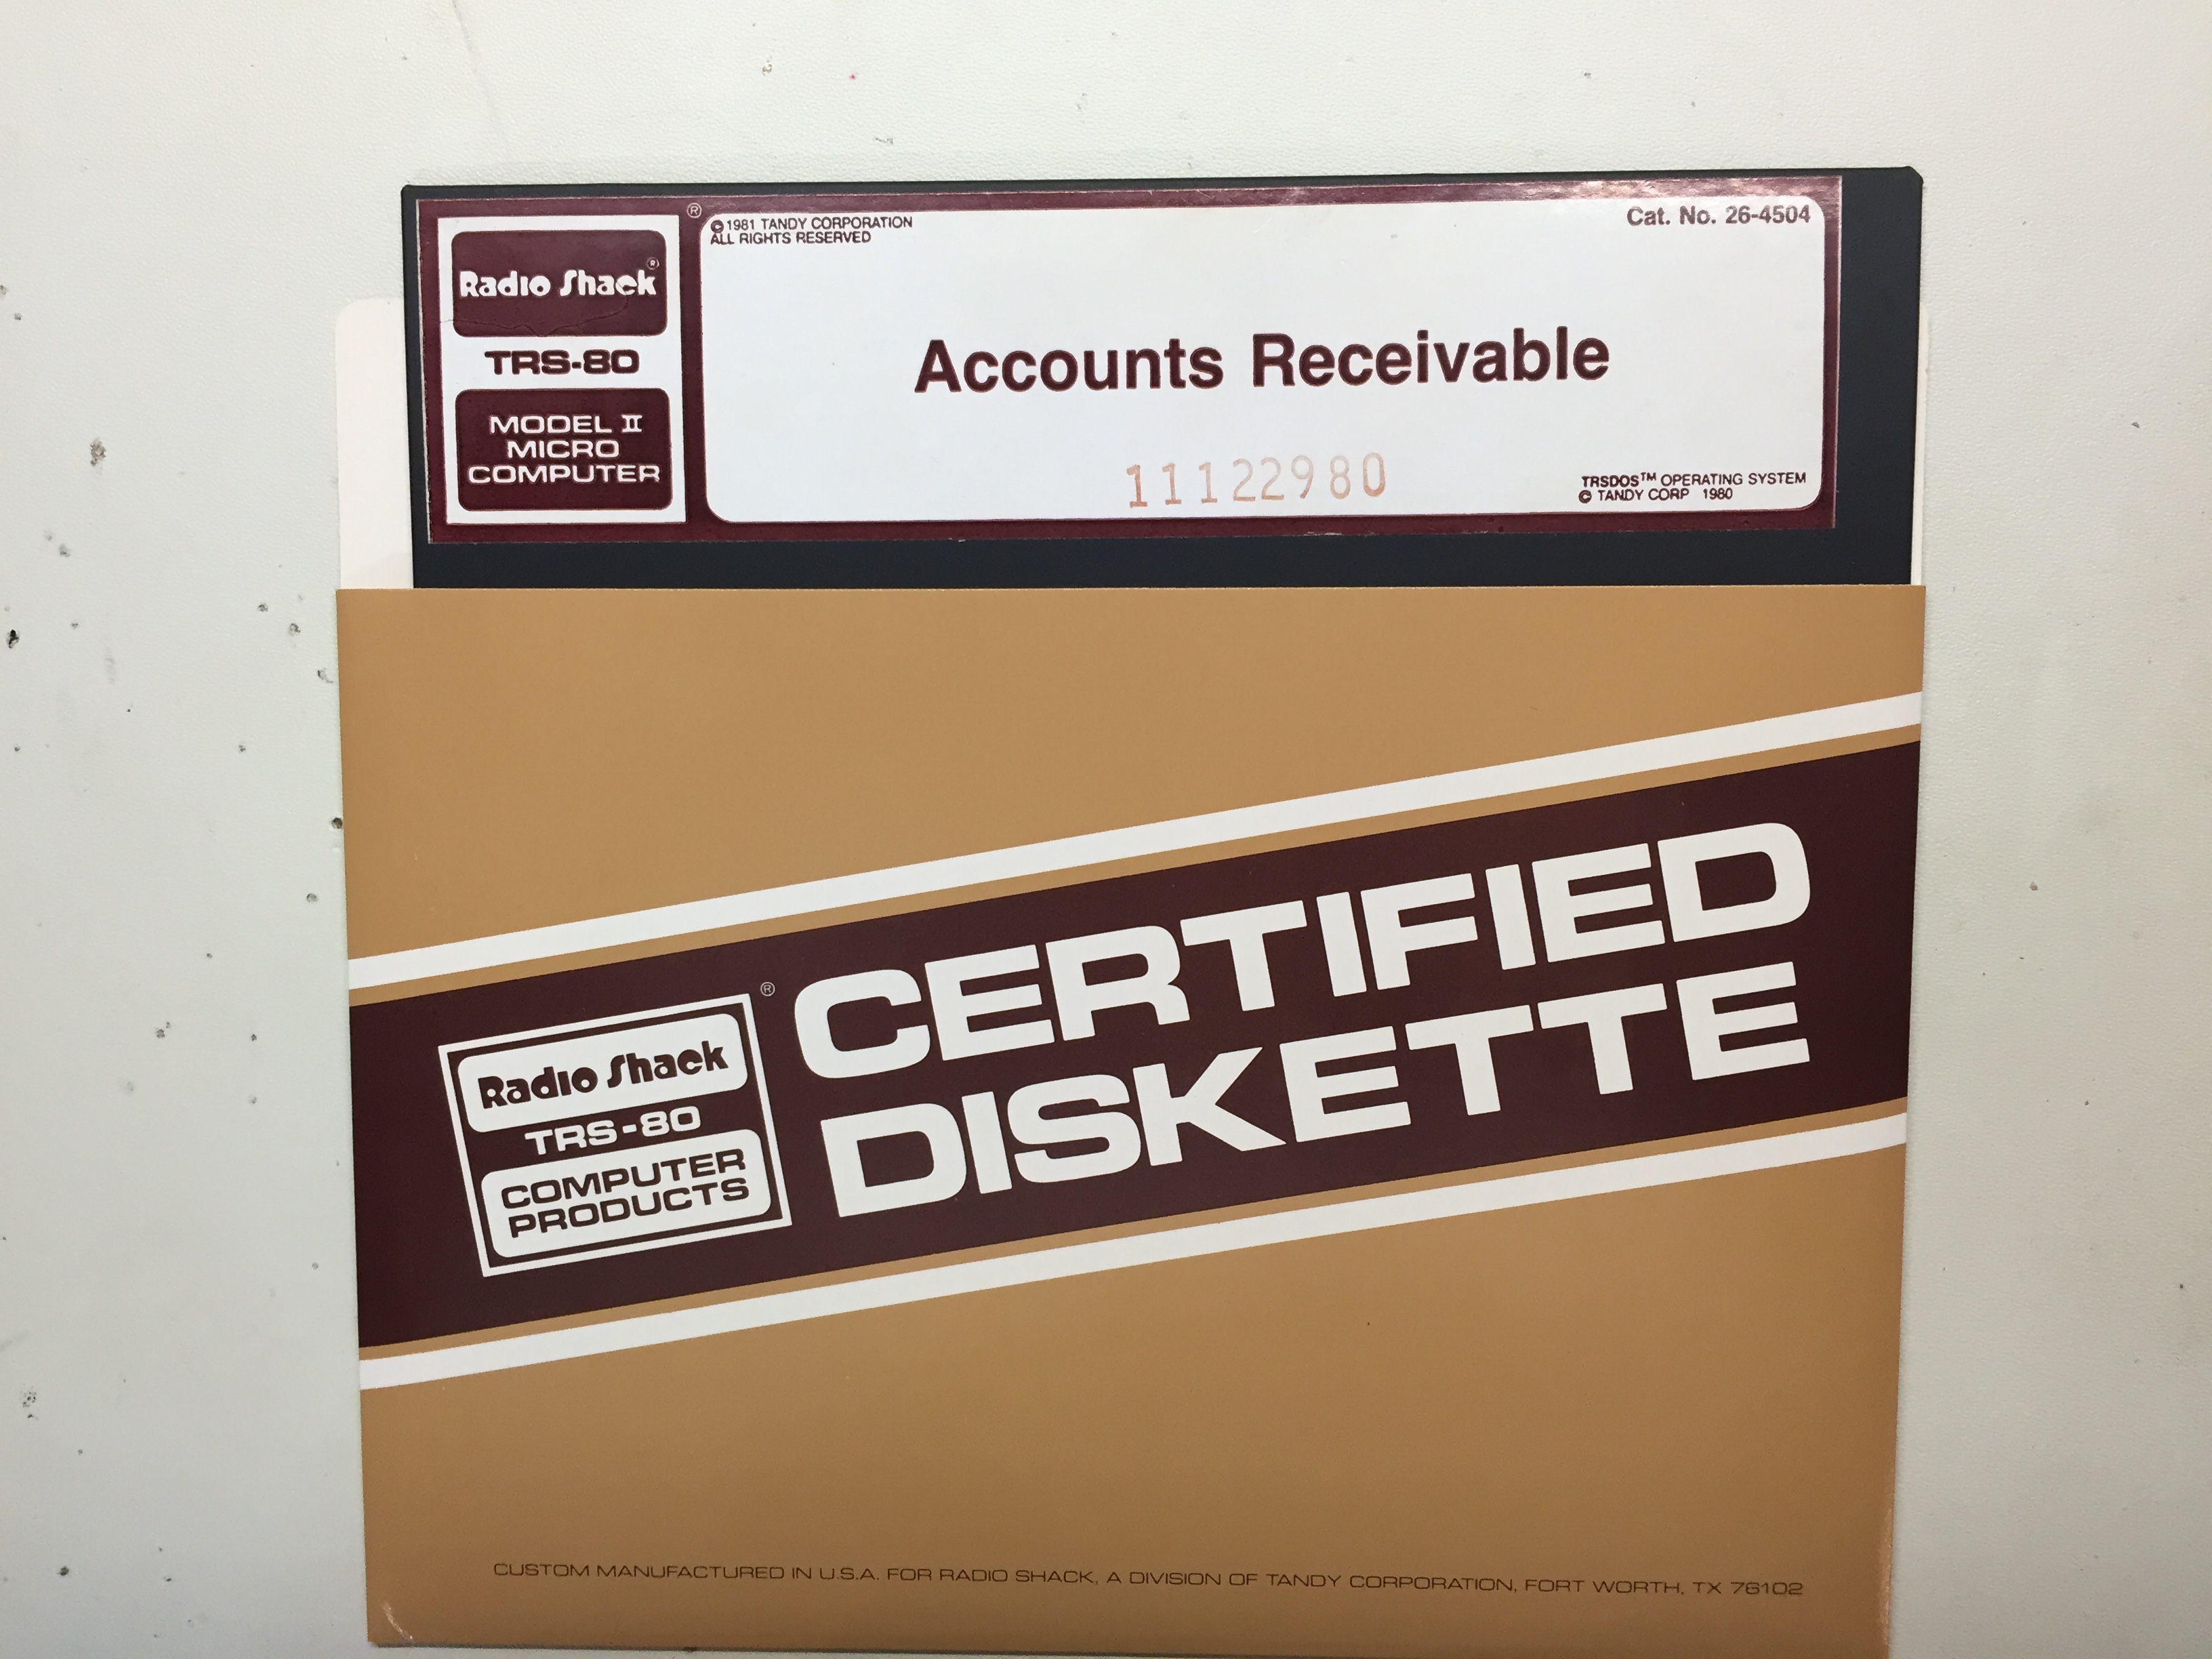 ®
Radio Shack®
TRS-80
MODEL II
MICRO
COMPUTER
©1981 TANDY CORPORATION
ALL RIGHTS RESERVED
Cat. No. 26-4504
Accounts Receivable
11122980
TRSDOS™ OPERATING SYSTEM
© TANDY CORP 1980
®
Radio Shack
TRS-80
COMPUTER
PRODUCTS
CERTIFIED
DISKETTE
CUSTOM MANUFACTURED IN U.S.A. FOR RADIO SHACK, A DIVISION OF TANDY CORPORATION, FORT WORTH, TX 76102